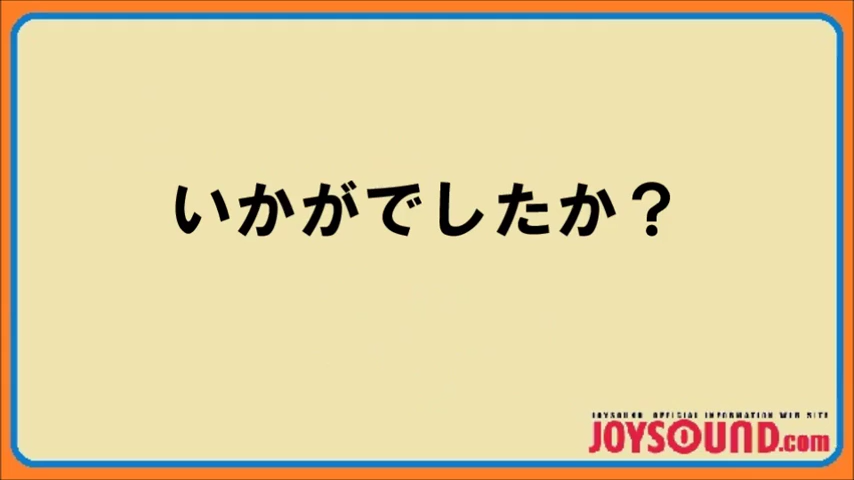 いかがでしたか？
JOYSOUND OFFICIAL INFORMATION WEB SITE
JOYSOUND.com